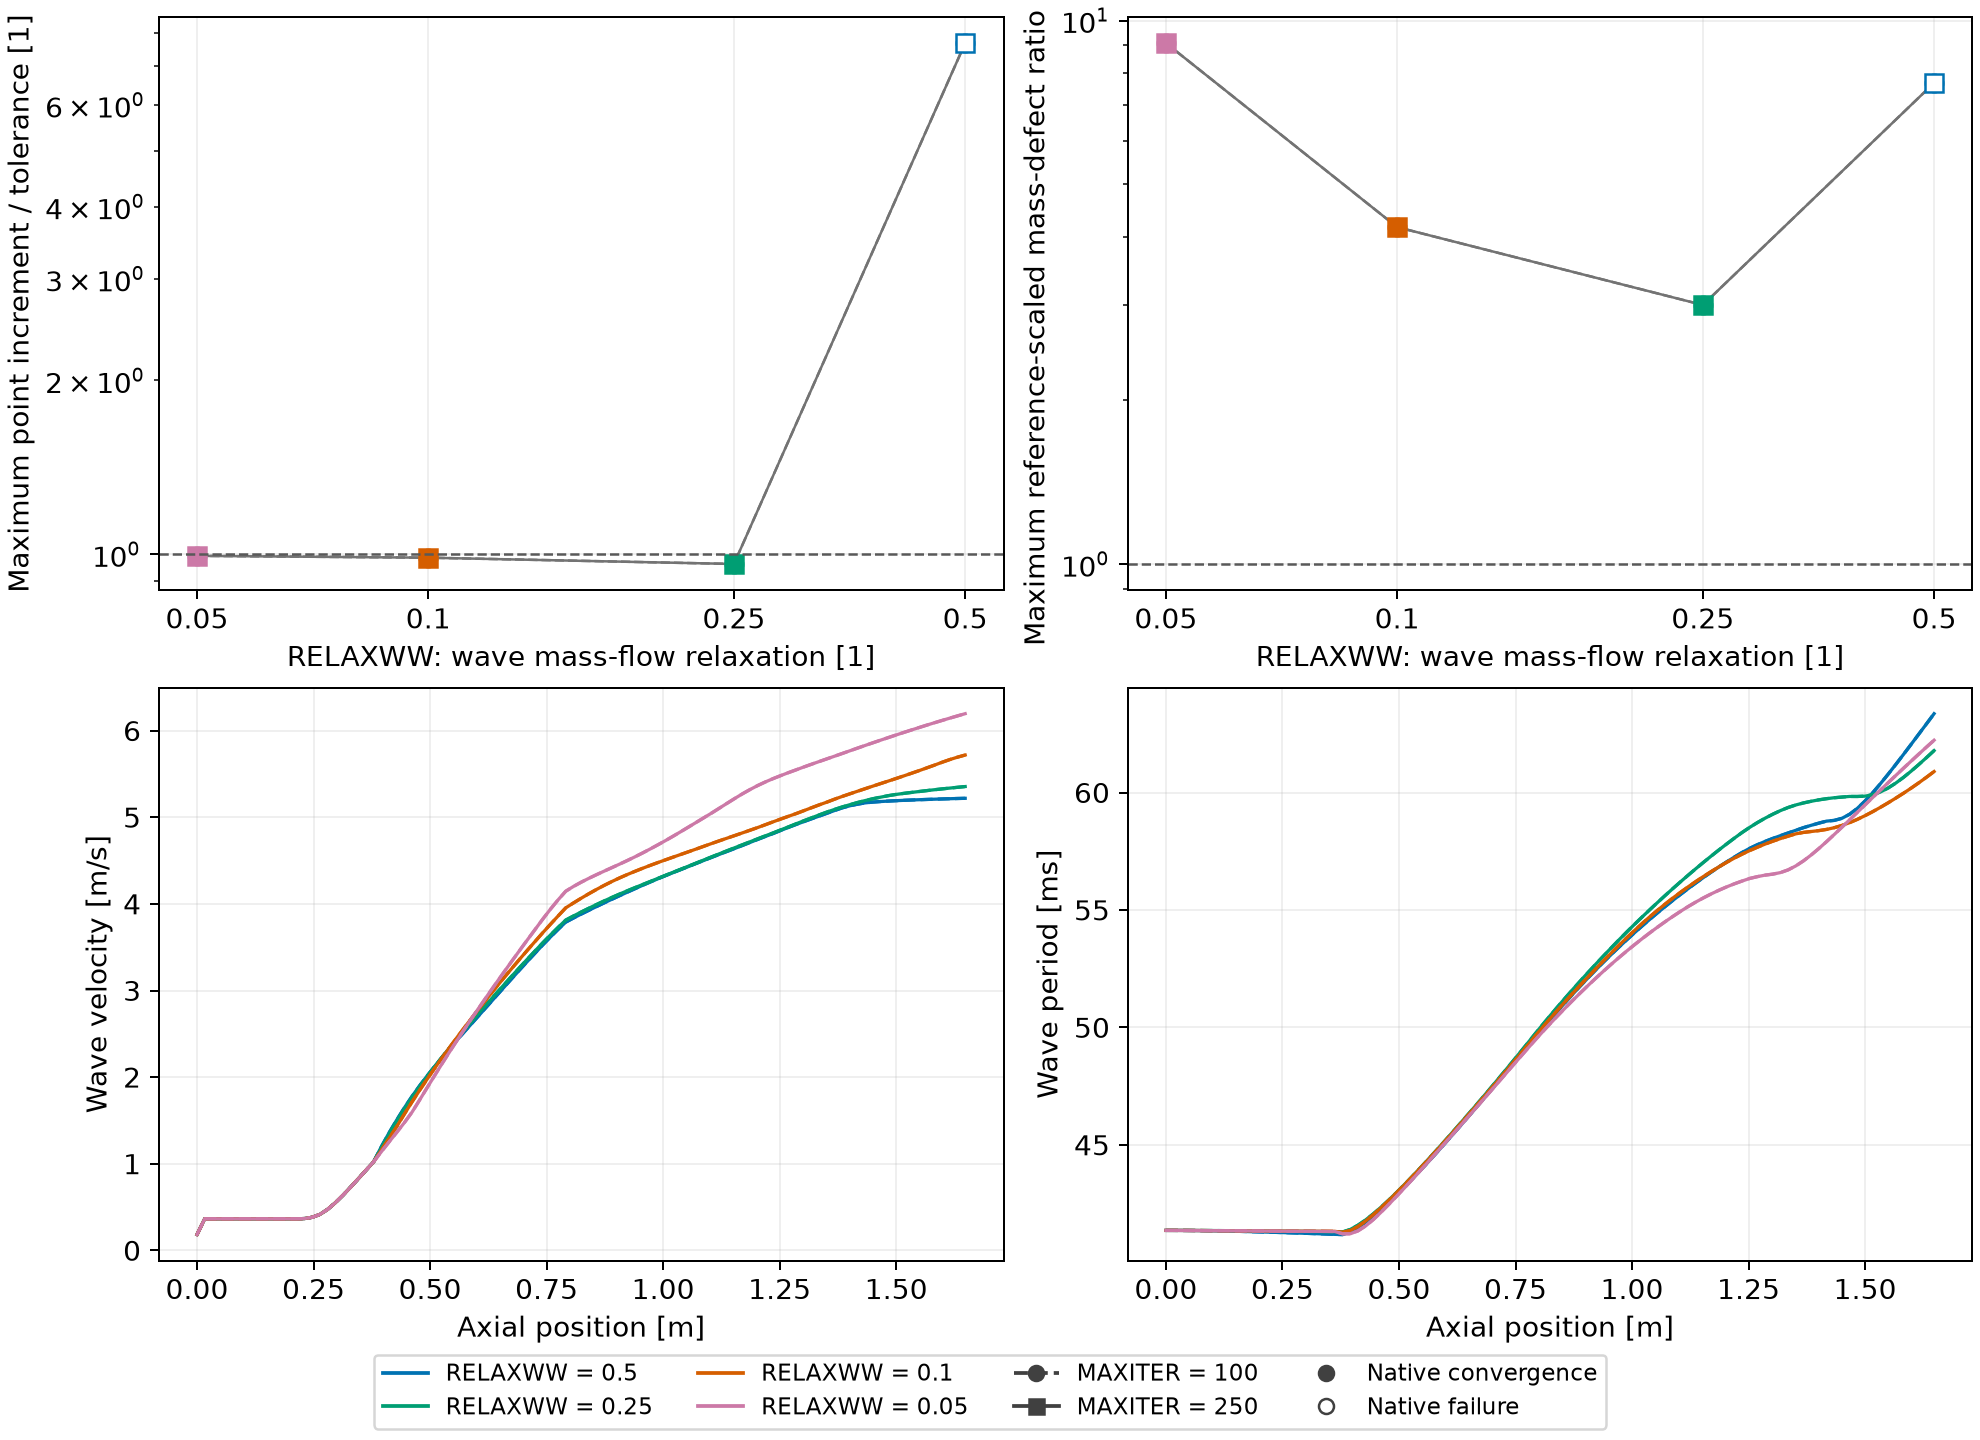 Maximum point increment / tolerance [1]
6 × 10⁰
4 × 10⁰
3 × 10⁰
2 × 10⁰
10⁰
0.05 0.1 0.25 0.5
RELAXWW: wave mass-flow relaxation [1]
Maximum reference-scaled mass-defect ratio
10¹
10⁰
0.05 0.1 0.25 0.5
RELAXWW: wave mass-flow relaxation [1]
Wave velocity [m/s]
6
5
4
3
2
1
0
0.00 0.25 0.50 0.75 1.00 1.25 1.50
Axial position [m]
Wave period [ms]
60
55
50
45
0.00 0.25 0.50 0.75 1.00 1.25 1.50
Axial position [m]
RELAXWW = 0.5 RELAXWW = 0.1 MAXITER = 100 Native convergence
RELAXWW = 0.25 RELAXWW = 0.05 MAXITER = 250 Native failure